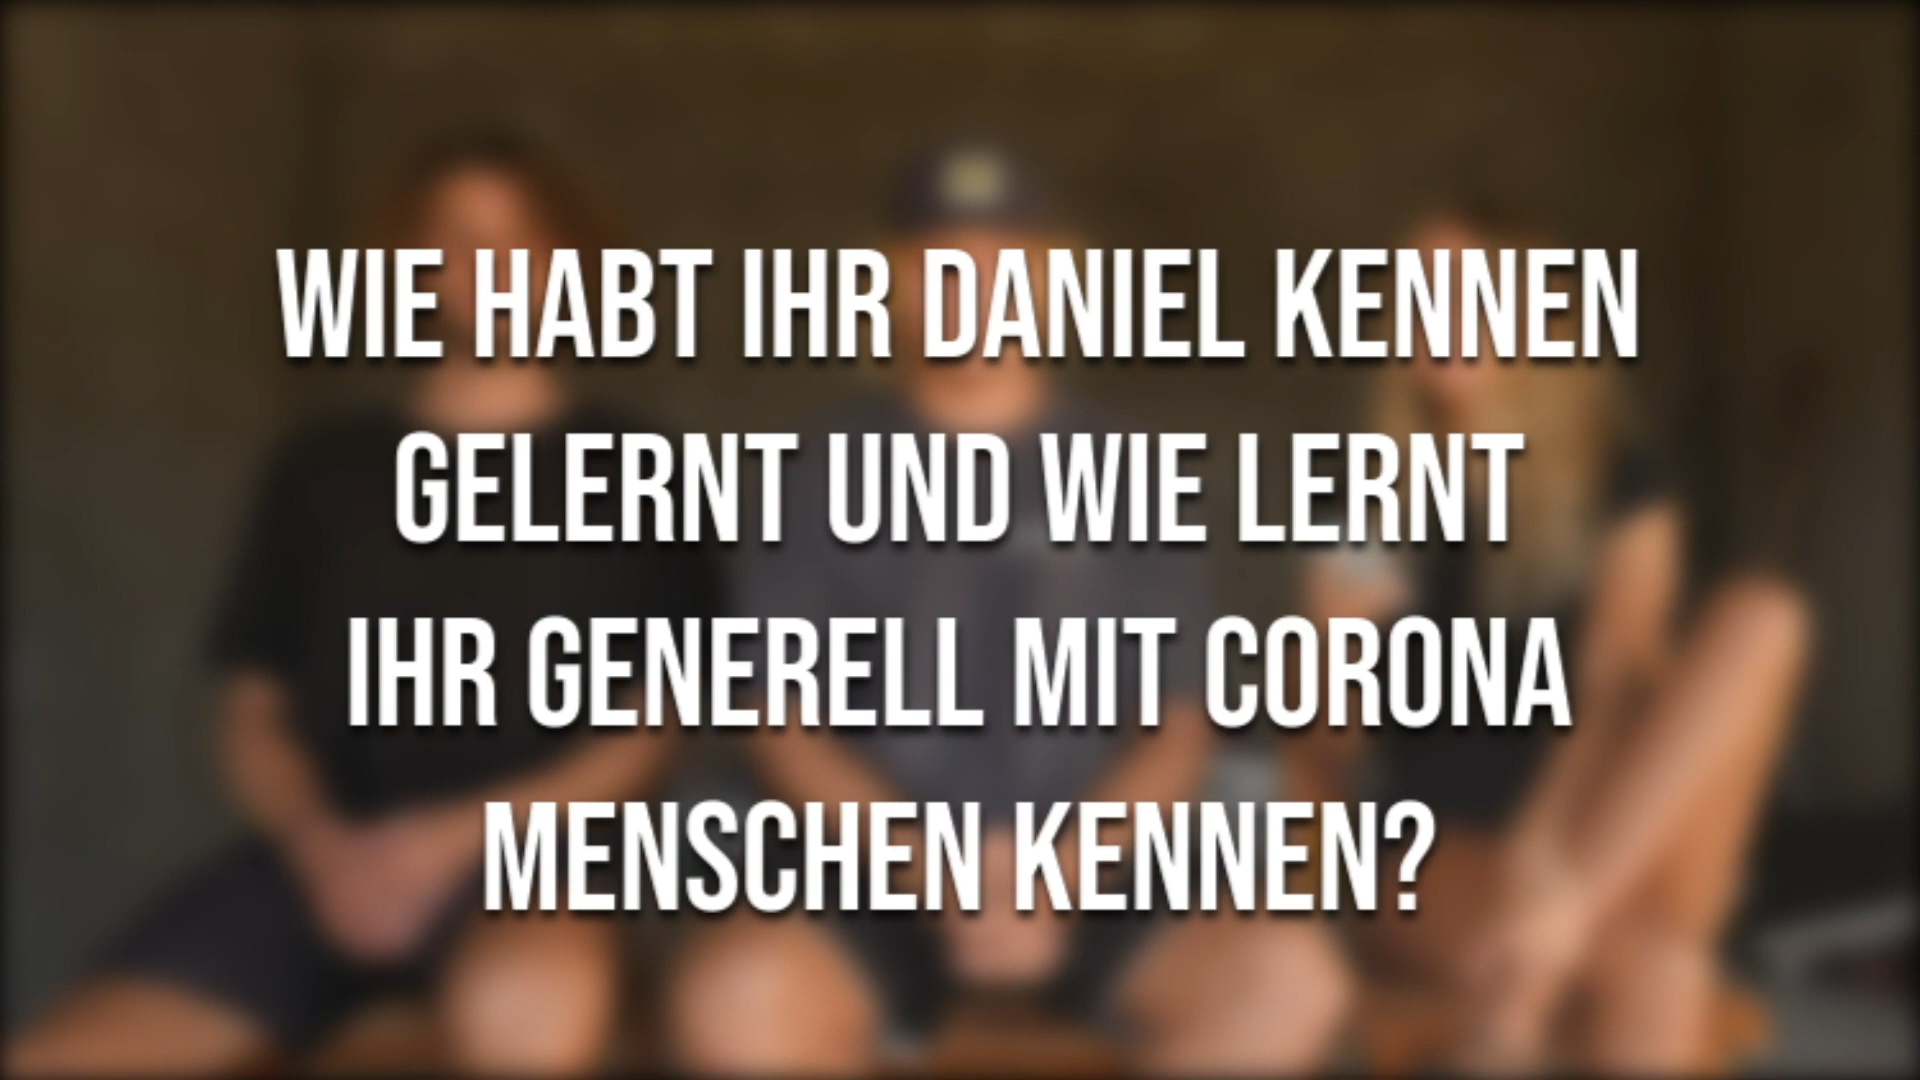 WIE HABT IHR DANIEL KENNEN
GELERNT UND WIE LERNT
IHR GENERELL MIT CORONA
MENSCHEN KENNEN?